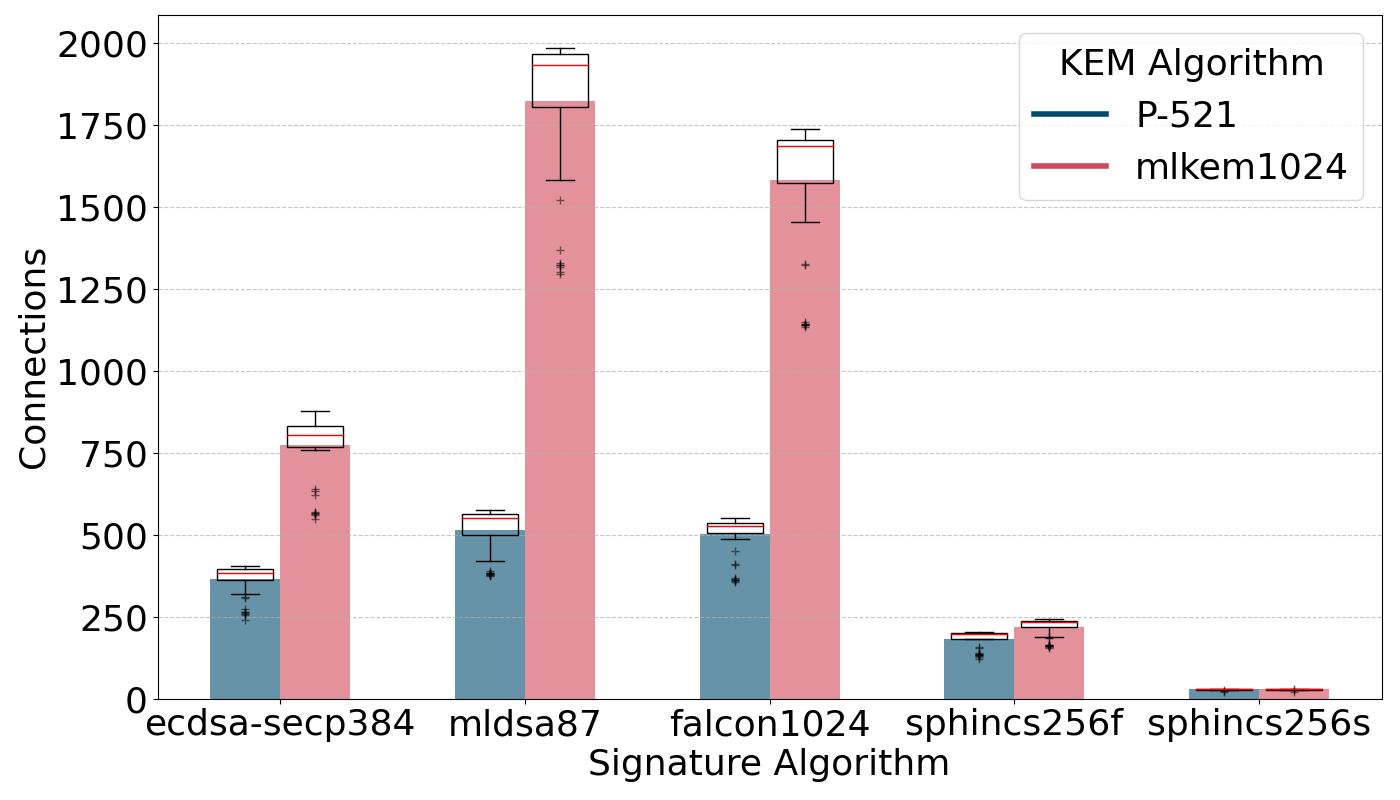 KEM Algorithm
P-521
mlkem1024
Connections
2000
1750
1500
1250
1000
750
500
250
0
ecdsa-secp384 mldsa87 falcon1024 sphincs256f sphincs256s
Signature Algorithm